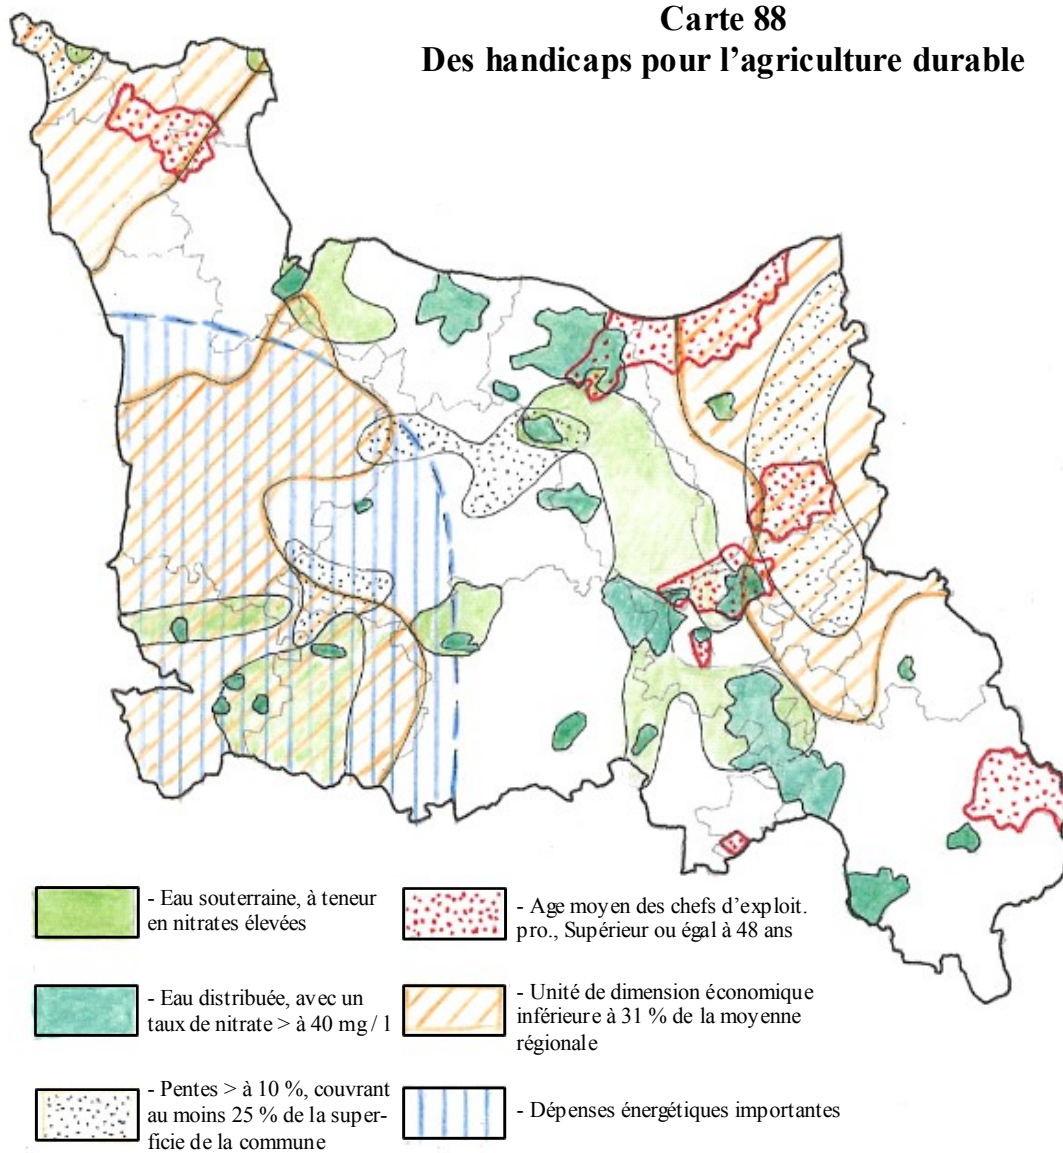 Carte 88
Des handicaps pour l’agriculture durable
- Eau souterraine, à teneur
en nitrates élevées
- Age moyen des chefs d’exploit.
pro., Supérieur ou égal à 48 ans
- Eau distribuée, avec un
taux de nitrate > à 40 mg / l
- Unité de dimension économique
inférieure à 31 % de la moyenne
régionale
- Pentes > à 10 %, couvrant
au moins 25 % de la super-
ficie de la commune
- Dépenses énergétiques importantes